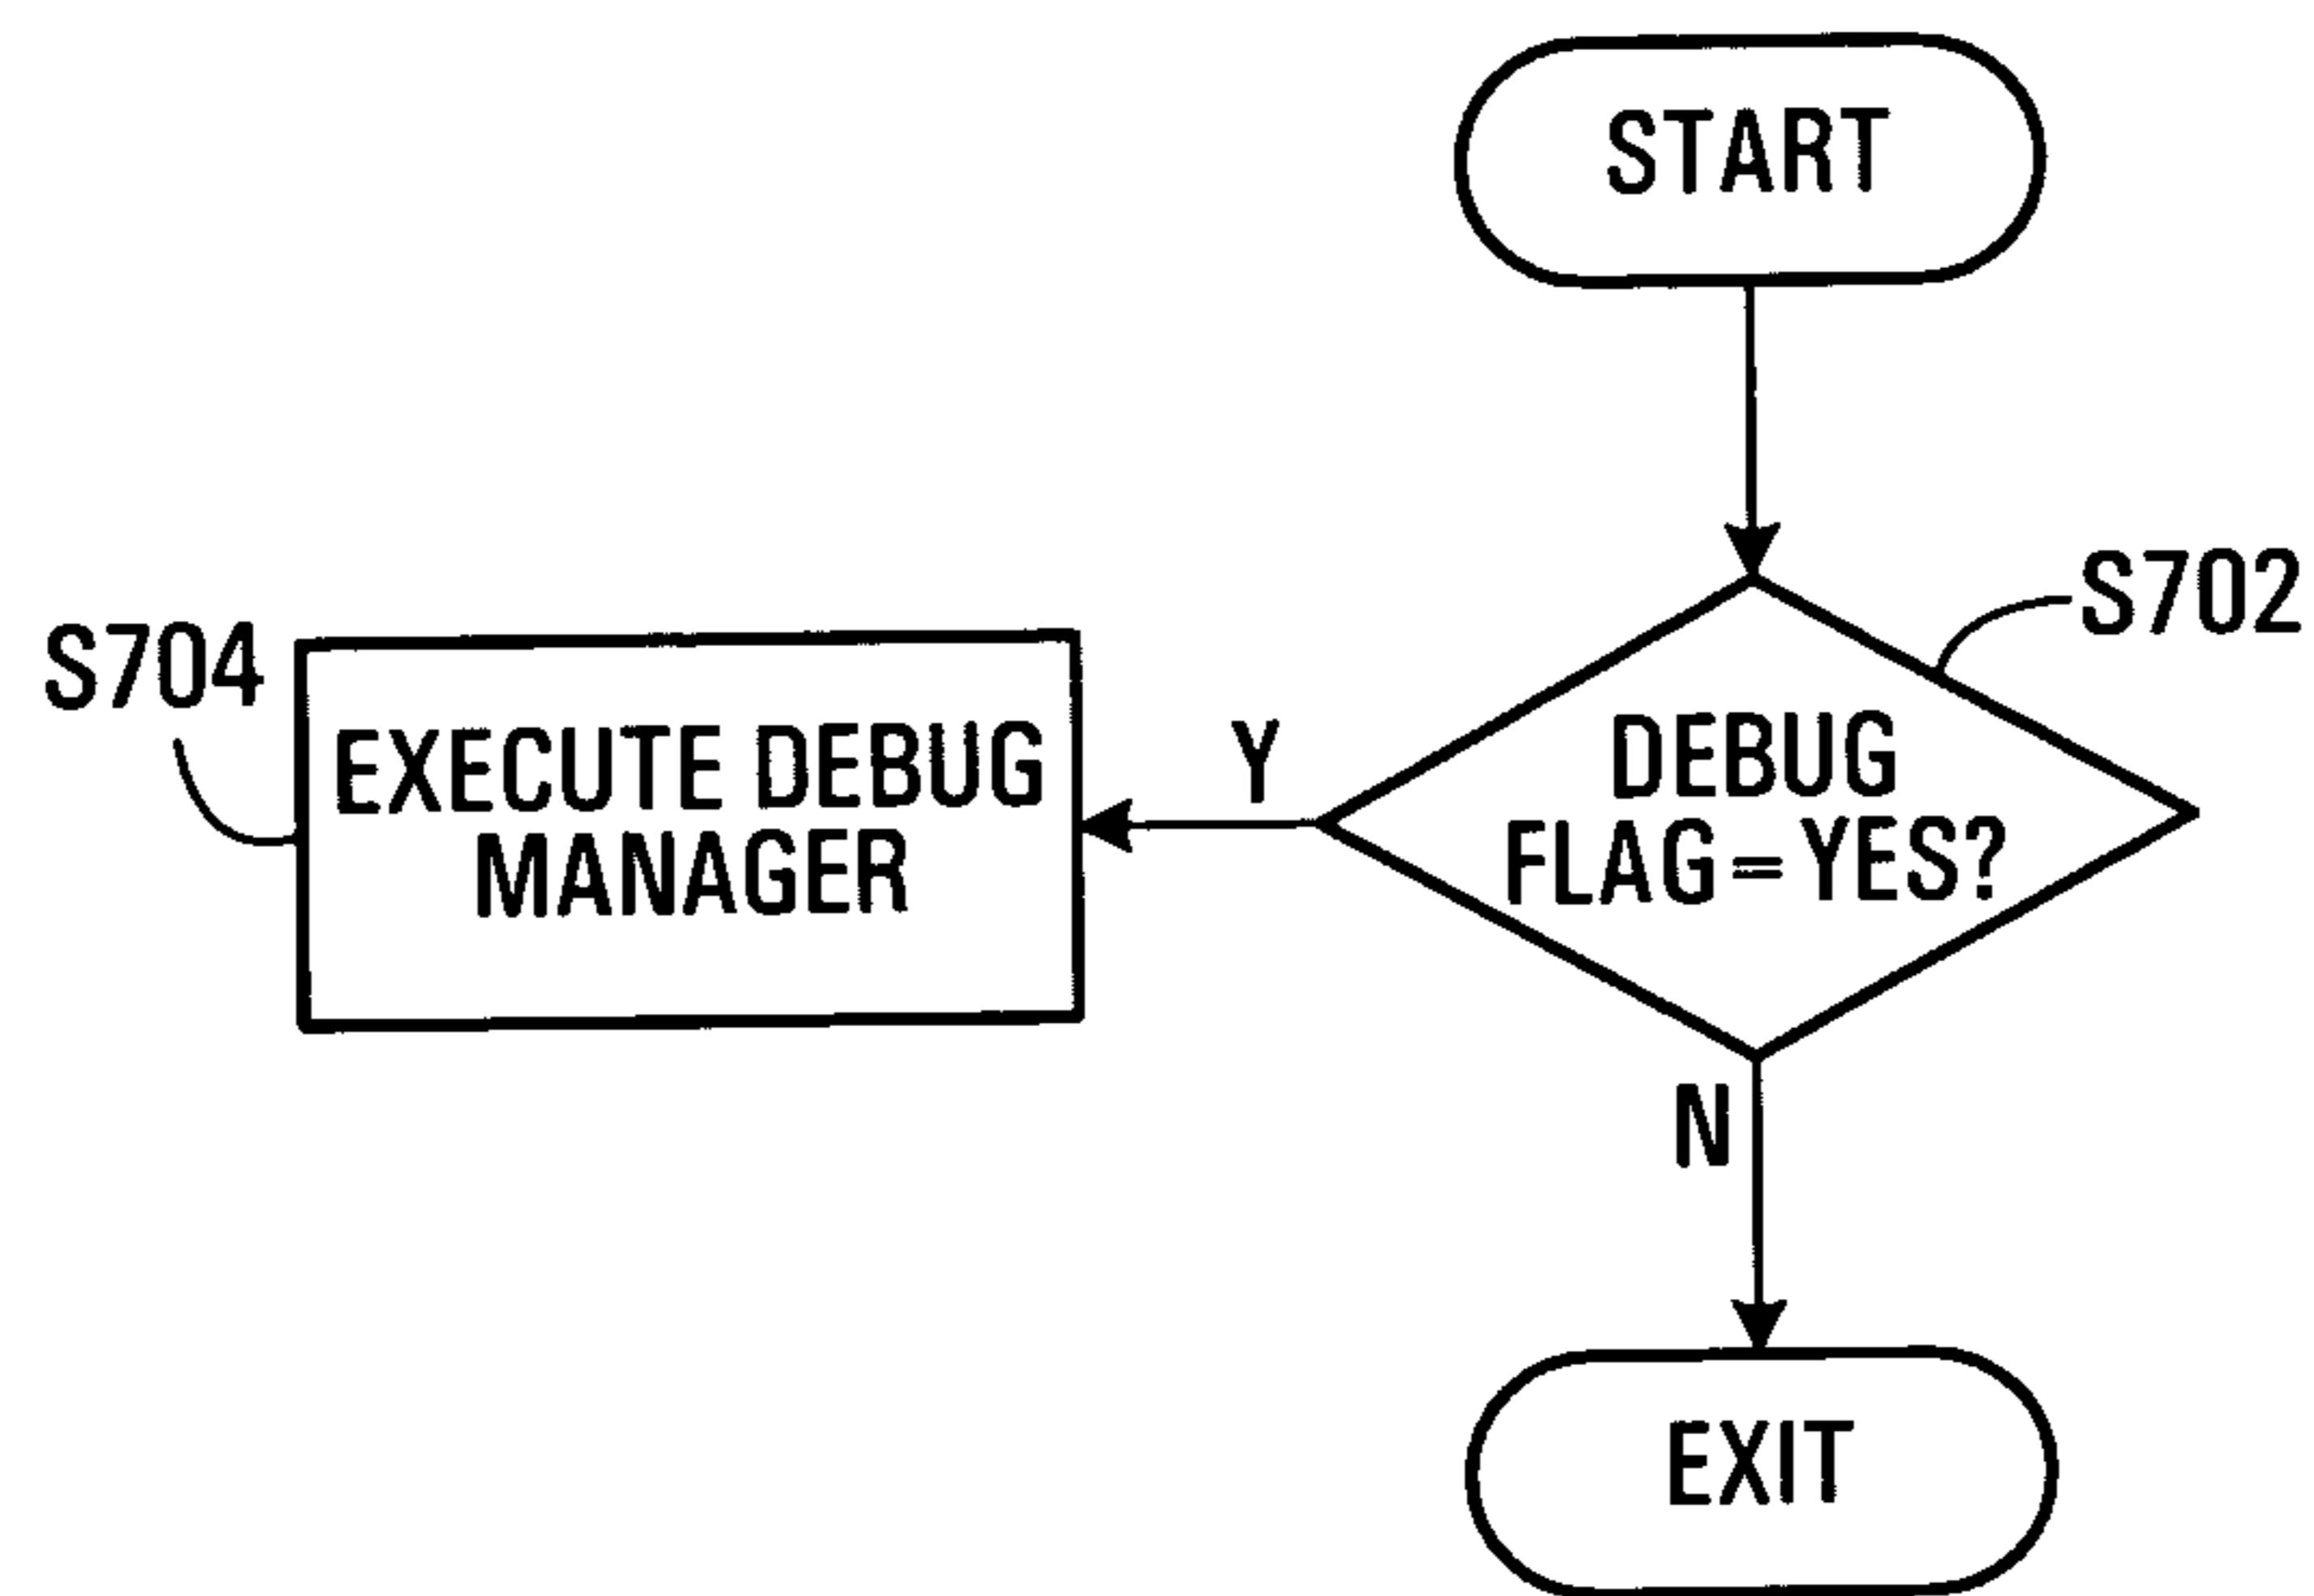 START
S702
DEBUG
FLAG=YES?
Y
S704
EXECUTE DEBUG
MANAGER
N
EXIT